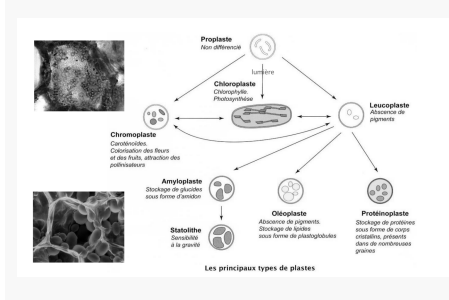 Proplaste
Non différencié
lumière
Chloroplaste
Chlorophylle.
Photosynthèse
Leucoplaste
Absence de
pigments
Chromoplaste
Caroténoïdes.
Colorisation des fleurs
et des fruits, attraction des
pollinisateurs
Amyloplaste
Stockage de glucides
sous forme d'amidon
Oléoplaste
Absence de pigments.
Stockage de lipides
sous forme de plastoglobules
Protéinoplaste
Stockage de protéines
sous forme de corps
cristallins, présents
dans de nombreuses
graines
Statolithe
Sensibilité
à la gravité
Les principaux types de plastes